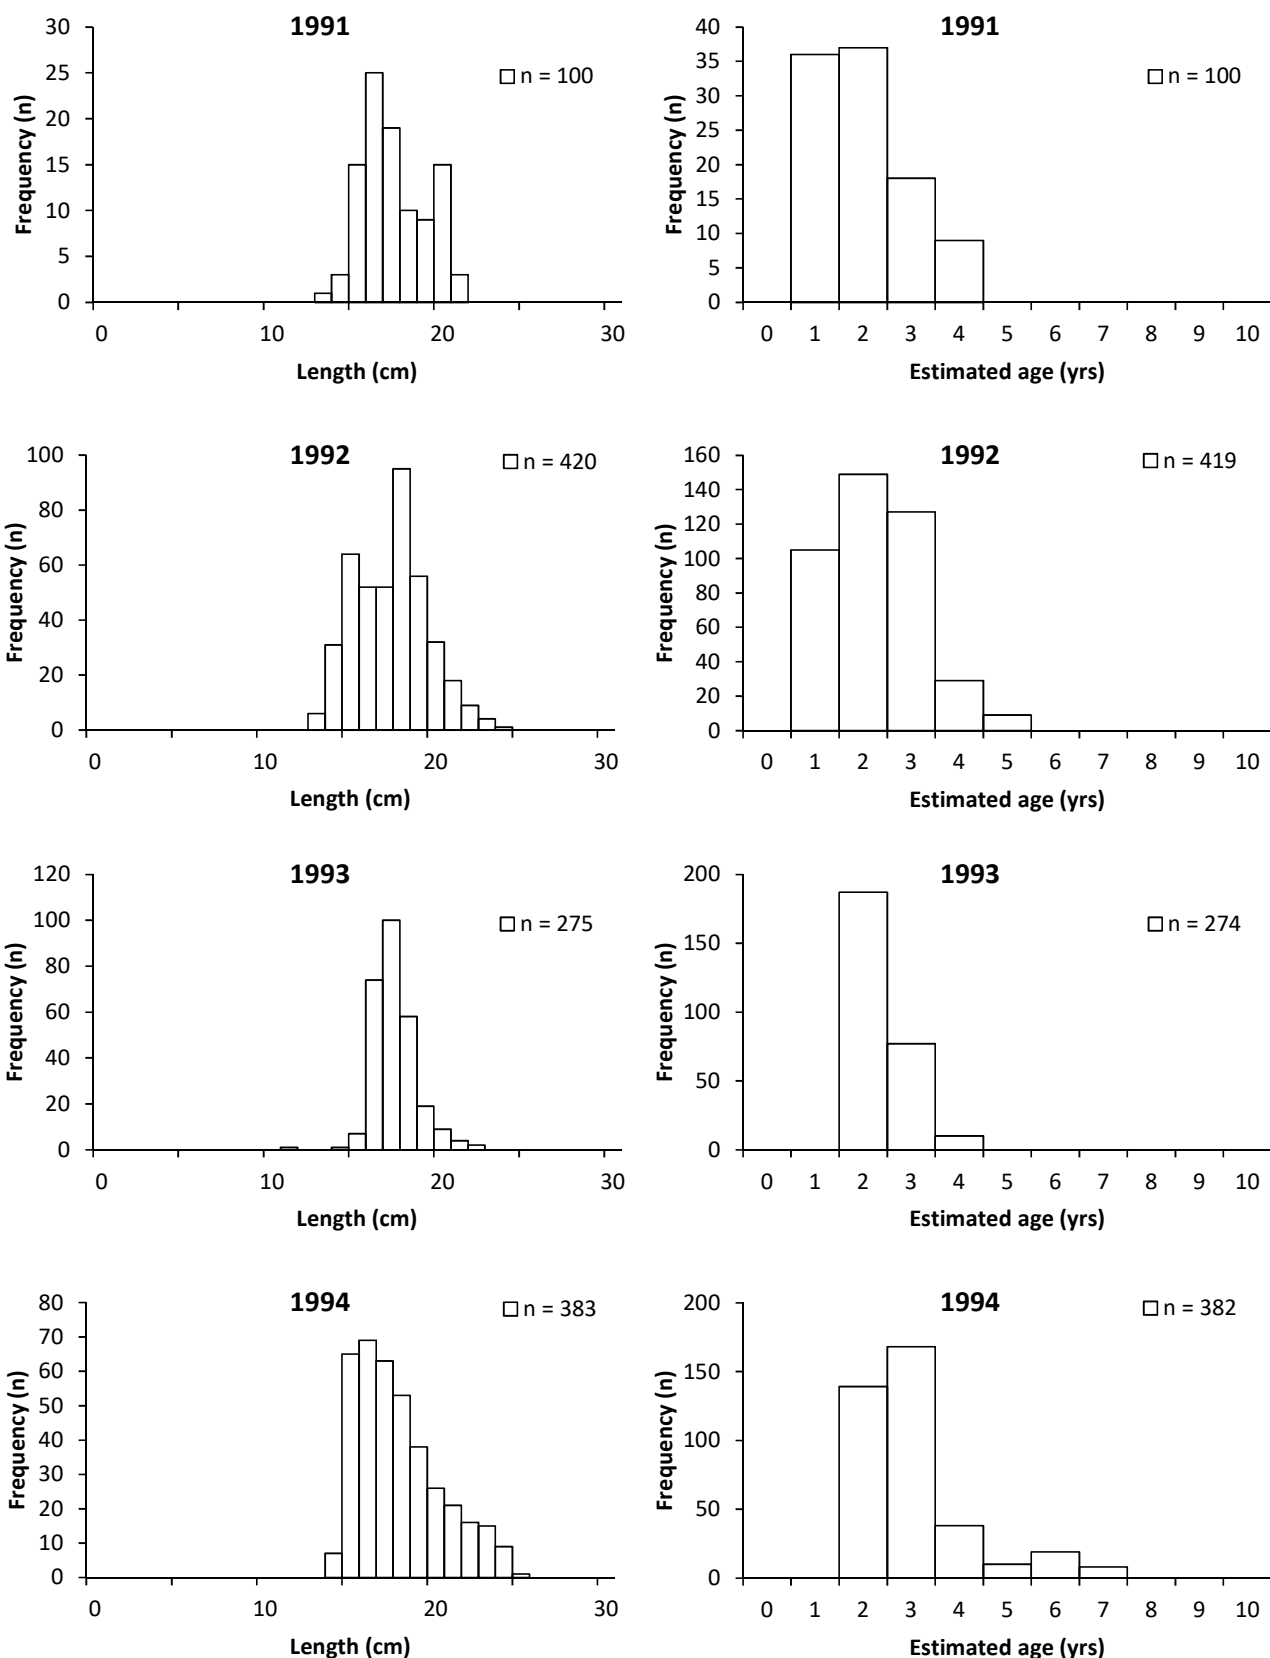 1991
n = 100
Frequency (n)
30
25
20
15
10
5
0
0 10 20 30
Length (cm)
1991
n = 100
Frequency (n)
40
35
30
25
20
15
10
5
0
0 1 2 3 4 5 6 7 8 9 10
Estimated age (yrs)
1992
n = 420
Frequency (n)
100
80
60
40
20
0
0 10 20 30
Length (cm)
1992
n = 419
Frequency (n)
160
140
120
100
80
60
40
20
0
0 1 2 3 4 5 6 7 8 9 10
Estimated age (yrs)
1993
n = 275
Frequency (n)
120
100
80
60
40
20
0
0 10 20 30
Length (cm)
1993
n = 274
Frequency (n)
200
150
100
50
0
0 1 2 3 4 5 6 7 8 9 10
Estimated age (yrs)
1994
n = 383
Frequency (n)
80
70
60
50
40
30
20
10
0
0 10 20 30
Length (cm)
1994
n = 382
Frequency (n)
200
150
100
50
0
0 1 2 3 4 5 6 7 8 9 10
Estimated age (yrs)